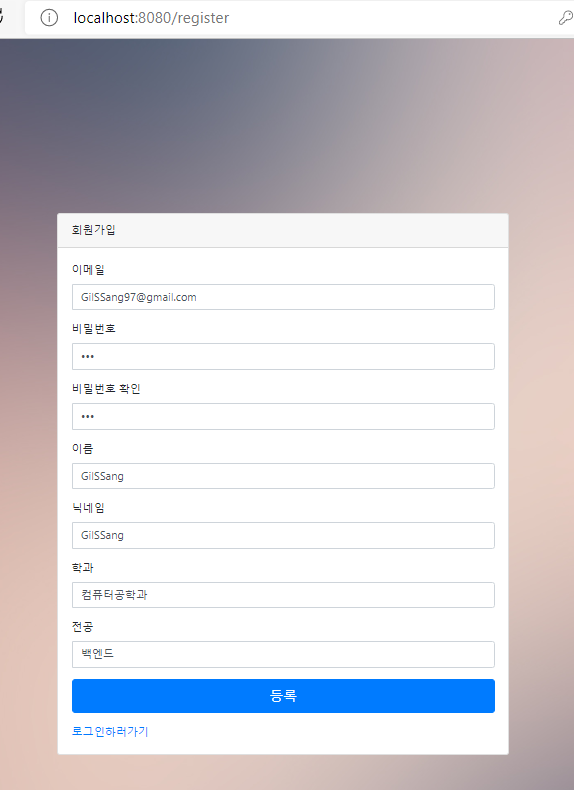 localhost:8080/register
회원가입
이메일
GilSSang97@gmail.com
비밀번호
•••
비밀번호 확인
•••
이름
GilSSang
닉네임
GilSSang
학과
컴퓨터공학과
전공
백엔드
등록
로그인하러가기